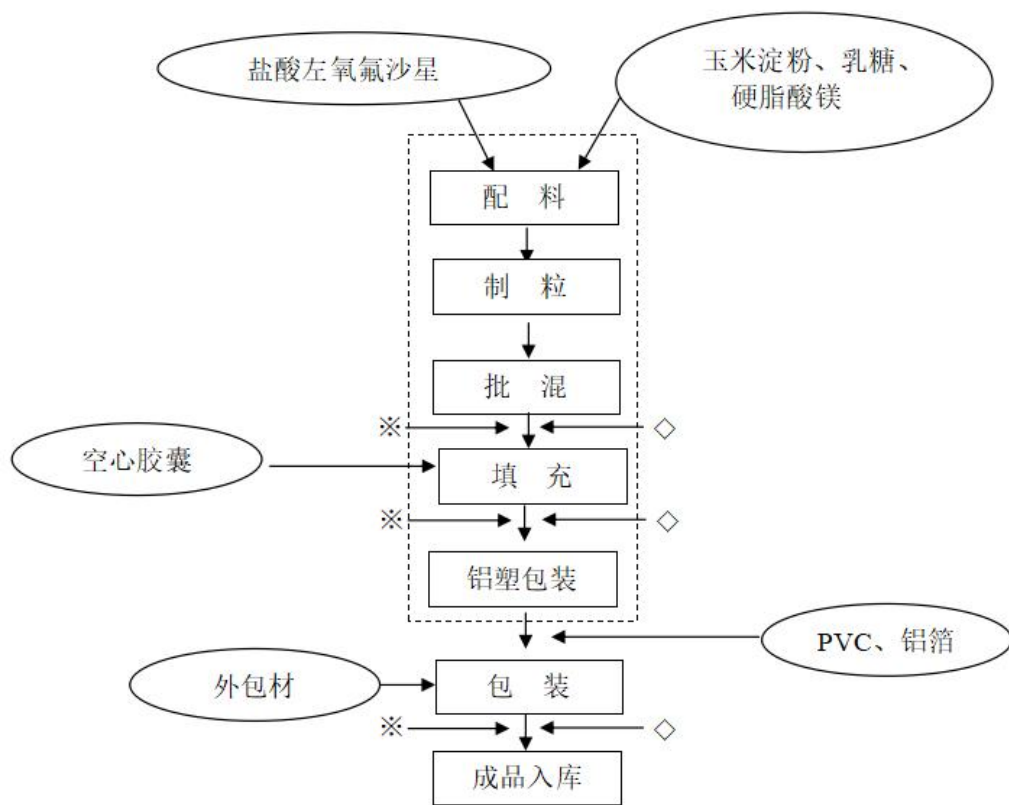 盐酸左氧氟沙星
玉米淀粉、乳糖、
硬脂酸镁
配 料
制 粒
批 混
※ ◇
空心胶囊
填 充
※ ◇
铝塑包装
PVC、铝箔
外包材
包 装
※ ◇
成品入库